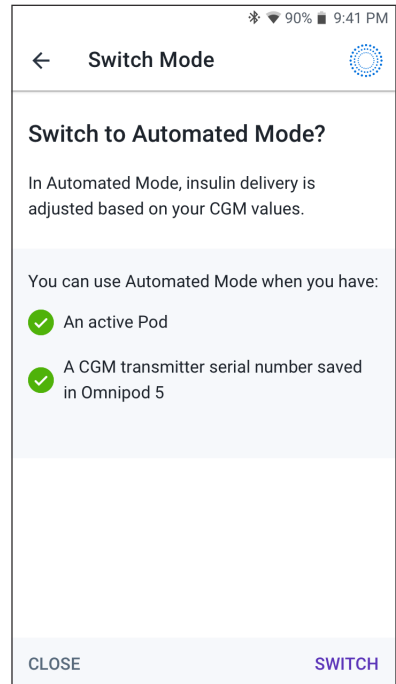 90% 9:41 PM
Switch Mode
Switch to Automated Mode?
In Automated Mode, insulin delivery is
adjusted based on your CGM values.
You can use Automated Mode when you have:
An active Pod
A CGM transmitter serial number saved
in Omnipod 5
CLOSE SWITCH